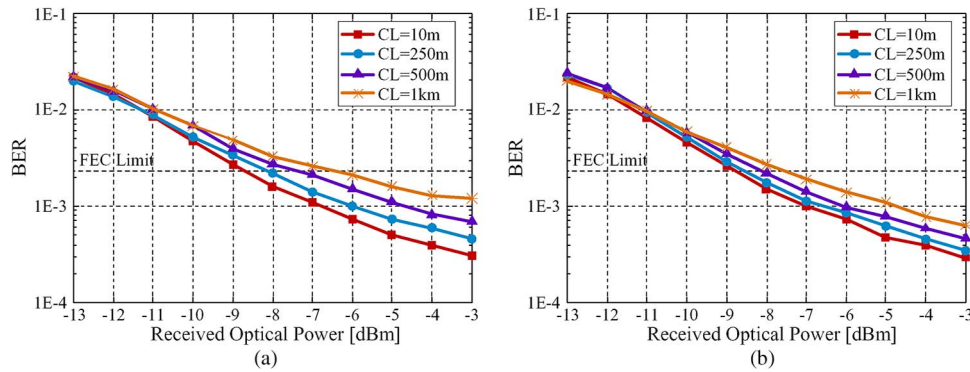 1E-1
1E-2
1E-3
1E-4
BER
FEC Limit
CL=10m
CL=250m
CL=500m
CL=1km
-13 -12 -11 -10 -9 -8 -7 -6 -5 -4 -3
Received Optical Power [dBm]
(a)
1E-1
1E-2
1E-3
1E-4
BER
FEC Limit
CL=10m
CL=250m
CL=500m
CL=1km
-13 -12 -11 -10 -9 -8 -7 -6 -5 -4 -3
Received Optical Power [dBm]
(b)